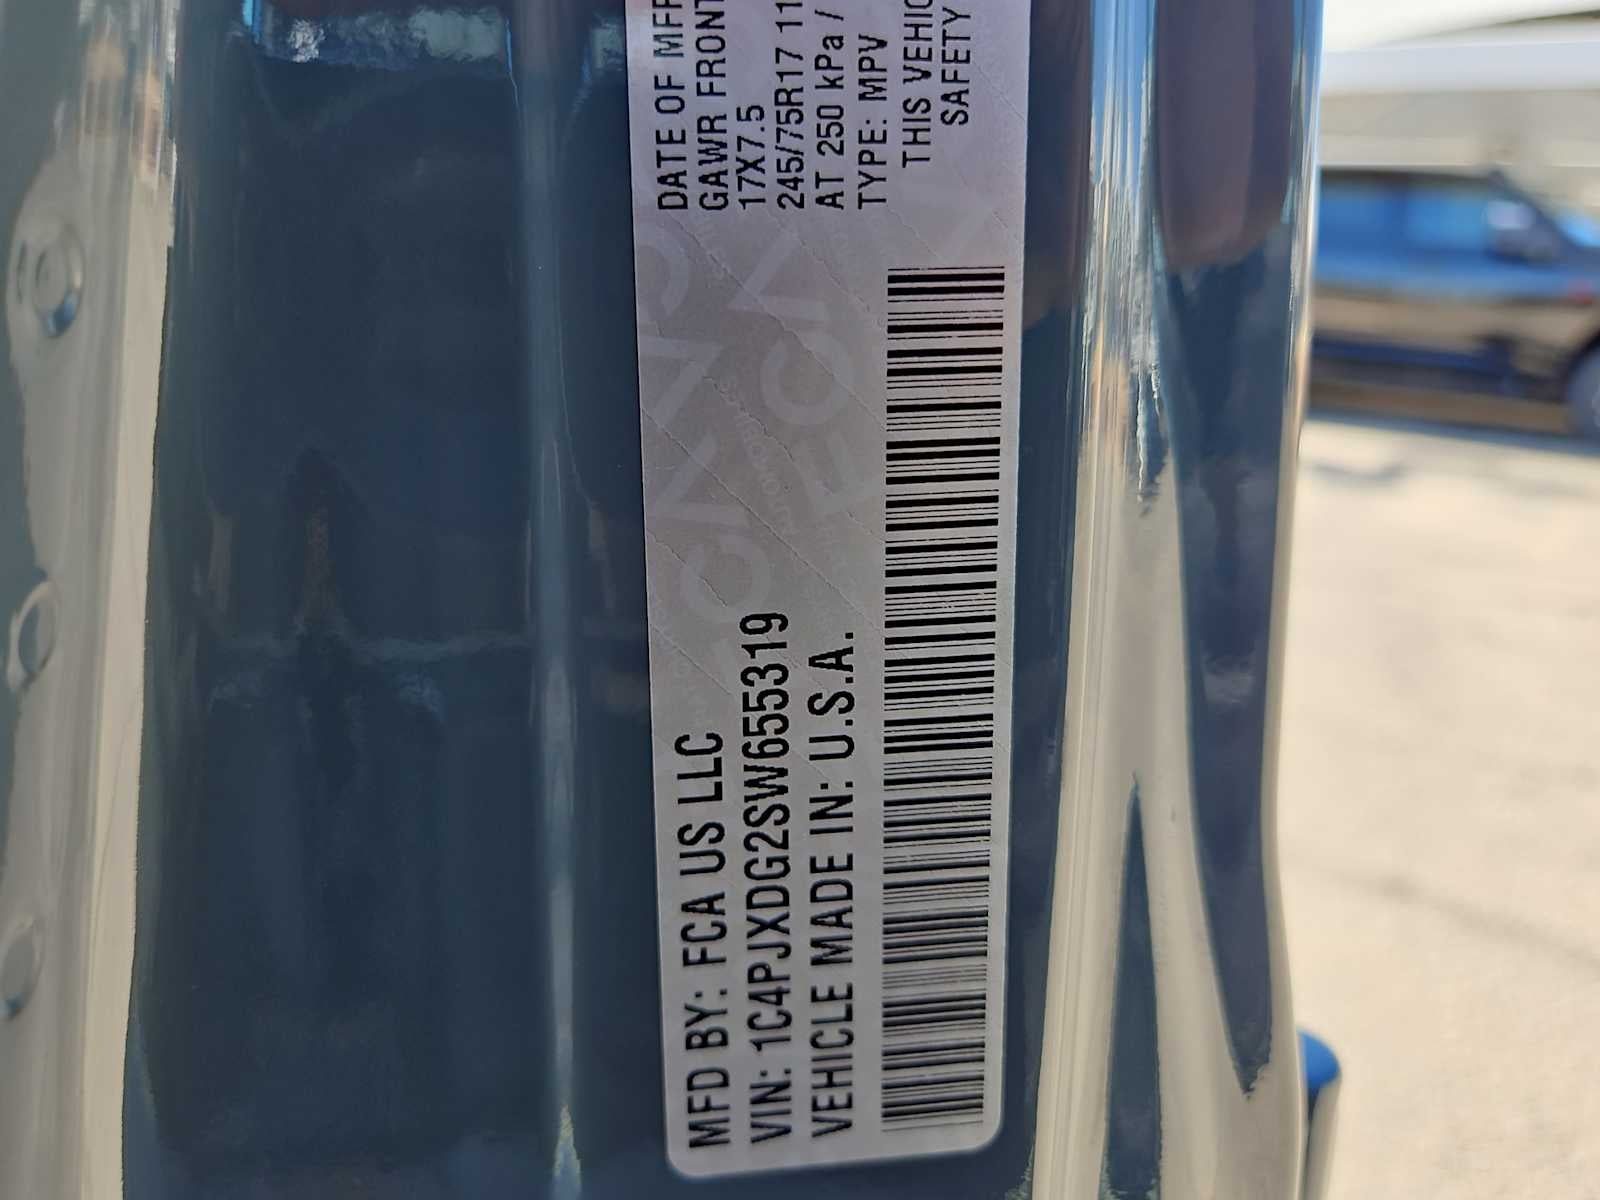 MFD BY: FCA US LLC
VIN: 1C4PJXDG2SW655319
VEHICLE MADE IN: U.S.A.
DATE OF MFR
GAWR FRONT
17X7.5
245/75R17 11
AT 250 kPa /
TYPE: MPV
THIS VEHIC
SAFETY